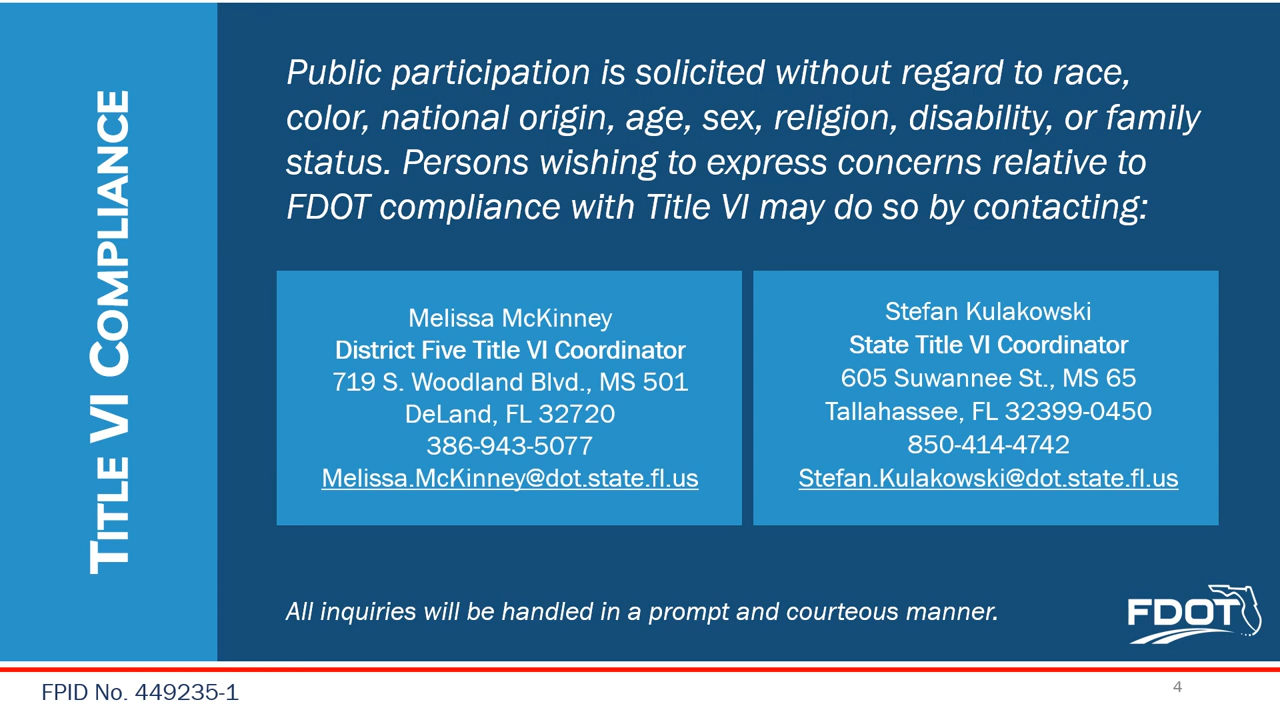 TITLE VI COMPLIANCE
Public participation is solicited without regard to race,
color, national origin, age, sex, religion, disability, or family
status. Persons wishing to express concerns relative to
FDOT compliance with Title VI may do so by contacting:
Melissa McKinney
District Five Title VI Coordinator
719 S. Woodland Blvd., MS 501
DeLand, FL 32720
386-943-5077
Melissa.McKinney@dot.state.fl.us
Stefan Kulakowski
State Title VI Coordinator
605 Suwannee St., MS 65
Tallahassee, FL 32399-0450
850-414-4742
Stefan.Kulakowski@dot.state.fl.us
All inquiries will be handled in a prompt and courteous manner.
FDOT
FPID No. 449235-1
4